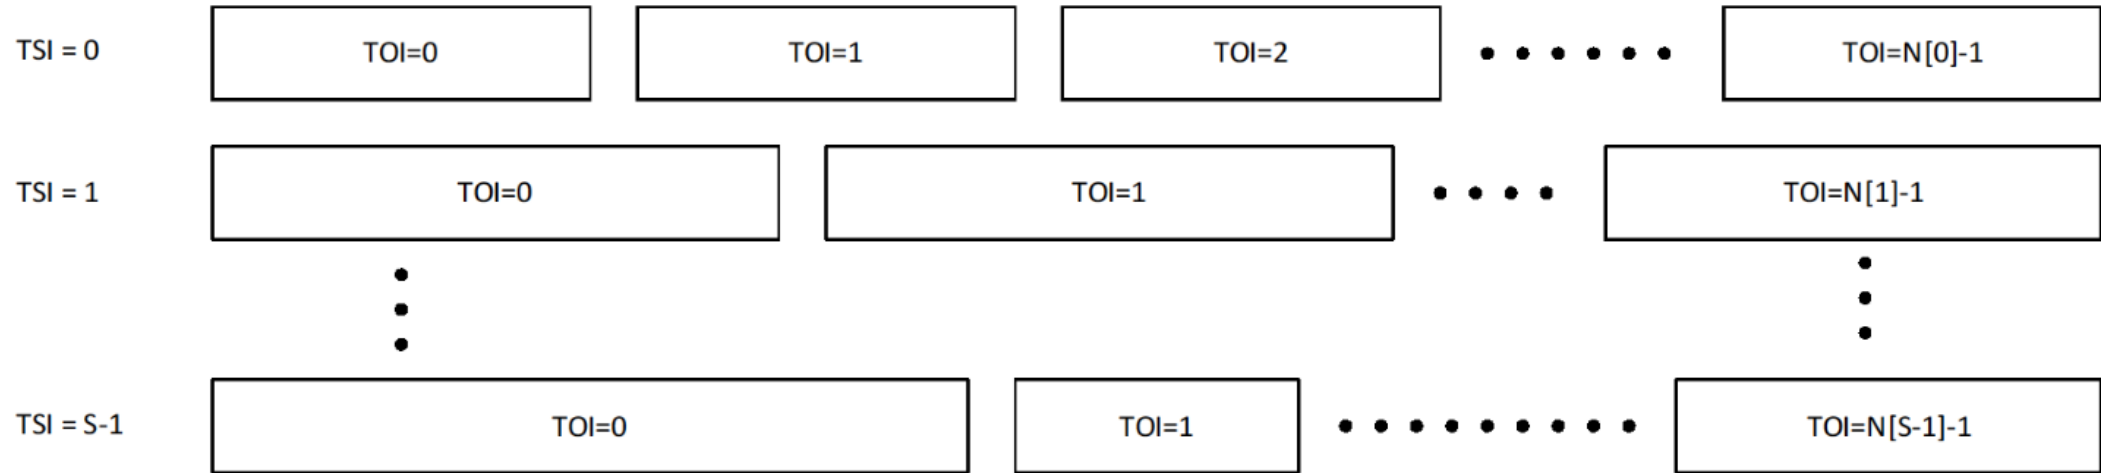 TSI = 0 TOI=0 TOI=1 TOI=2 TOI=N[0]-1
TSI = 1 TOI=0 TOI=1 TOI=N[1]-1
TSI = S-1 TOI=0 TOI=1 TOI=N[S-1]-1